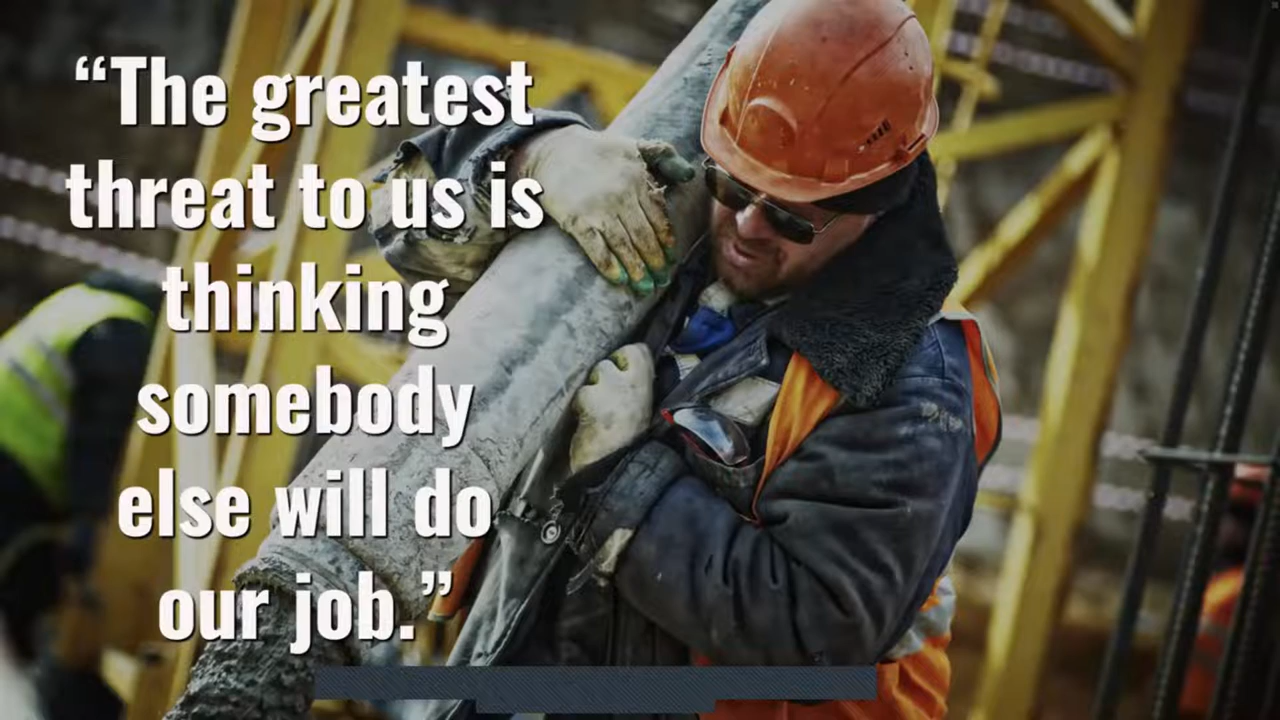 “The greatest
threat to us is
thinking
somebody
else will do
our job.”